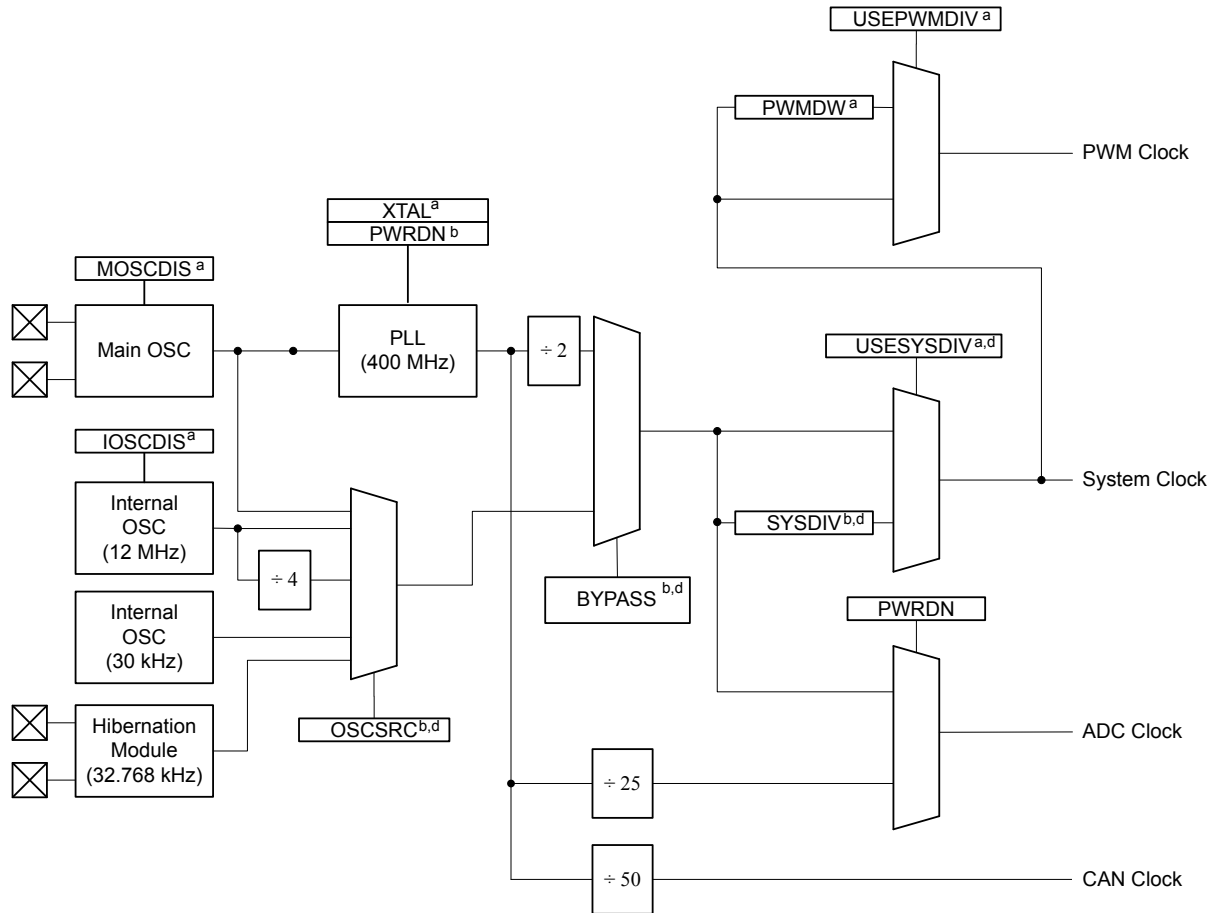 USEPWMDIV a
PWMDW a
PWM Clock
XTAL a
PWRDN b
MOSCDIS a
Main OSC
PLL
(400 MHz)
÷ 2
USESYSDIV a,d
IOSCDIS a
Internal
OSC
(12 MHz)
÷ 4
System Clock
SYSDIV b,d
BYPASS b,d
Internal
OSC
(30 kHz)
PWRDN
OSCSRC b,d
Hibernation
Module
(32.768 kHz)
ADC Clock
÷ 25
÷ 50
CAN Clock